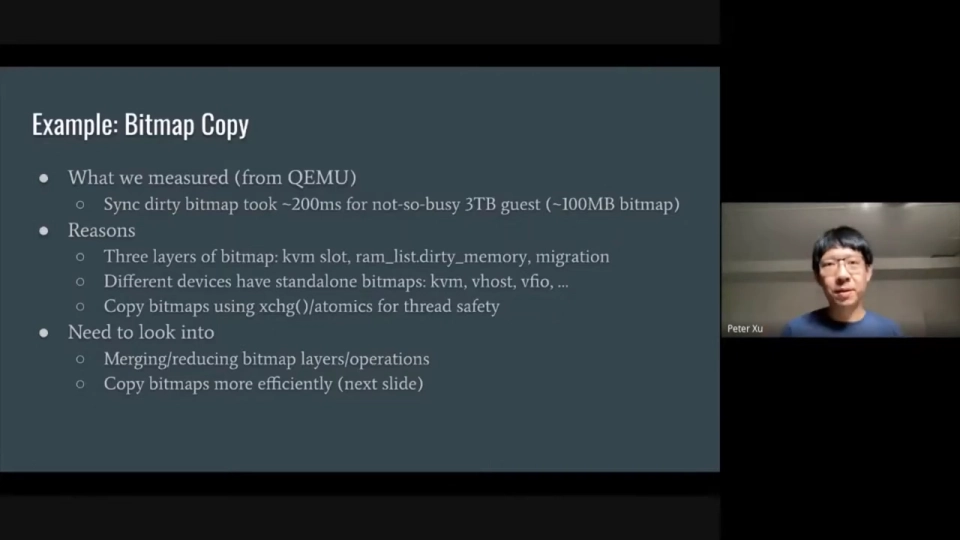 Example: Bitmap Copy
● What we measured (from QEMU)
○ Sync dirty bitmap took ~200ms for not-so-busy 3TB guest (~100MB bitmap)
● Reasons
○ Three layers of bitmap: kvm slot, ram_list.dirty_memory, migration
○ Different devices have standalone bitmaps: kvm, vhost, vfio, ...
○ Copy bitmaps using xchg()/atomics for thread safety
● Need to look into
○ Merging/reducing bitmap layers/operations
○ Copy bitmaps more efficiently (next slide)
Peter Xu